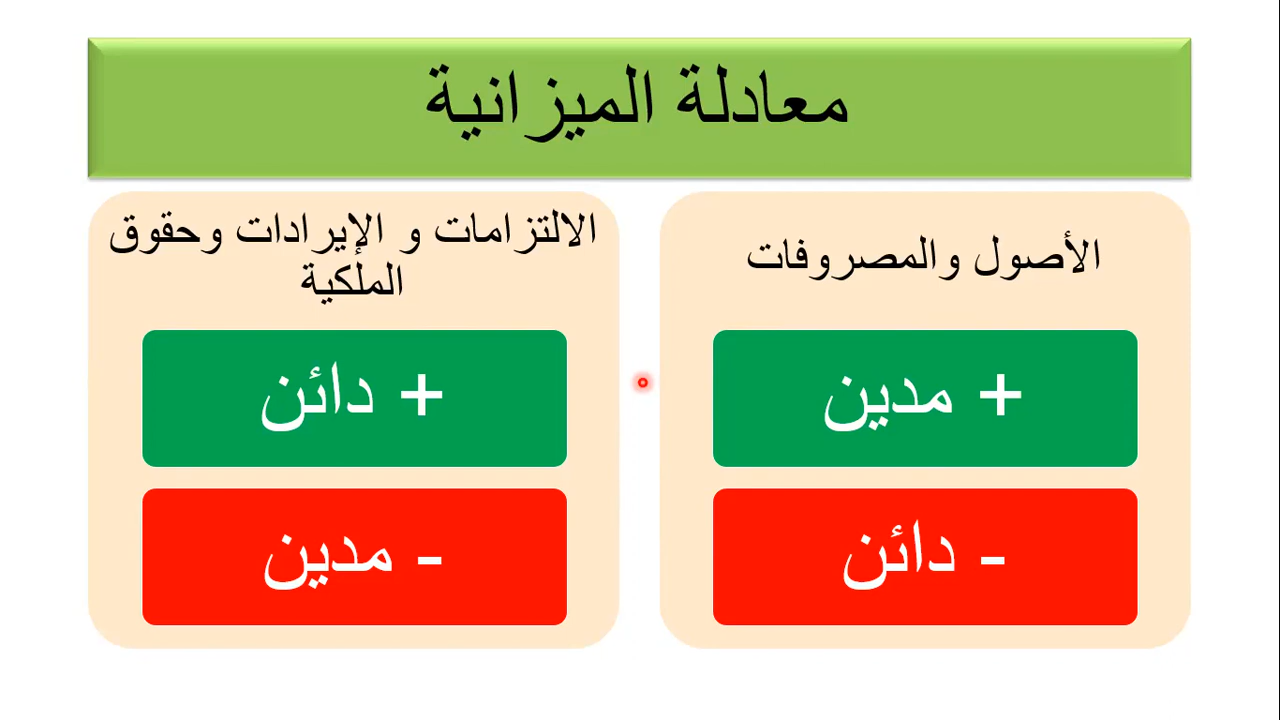 معادلة الميزانية
الأصول والمصروفات
+ مدين
- دائن
الالتزامات و الإيرادات وحقوق
الملكية
+ دائن
- مدين